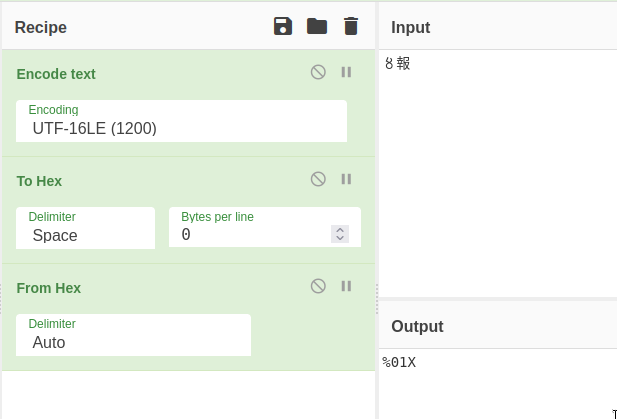 Recipe
Encode text
Encoding
UTF-16LE (1200)
To Hex
Delimiter
Space
Bytes per line
0
From Hex
Delimiter
Auto
Input
〥報
Output
%01X